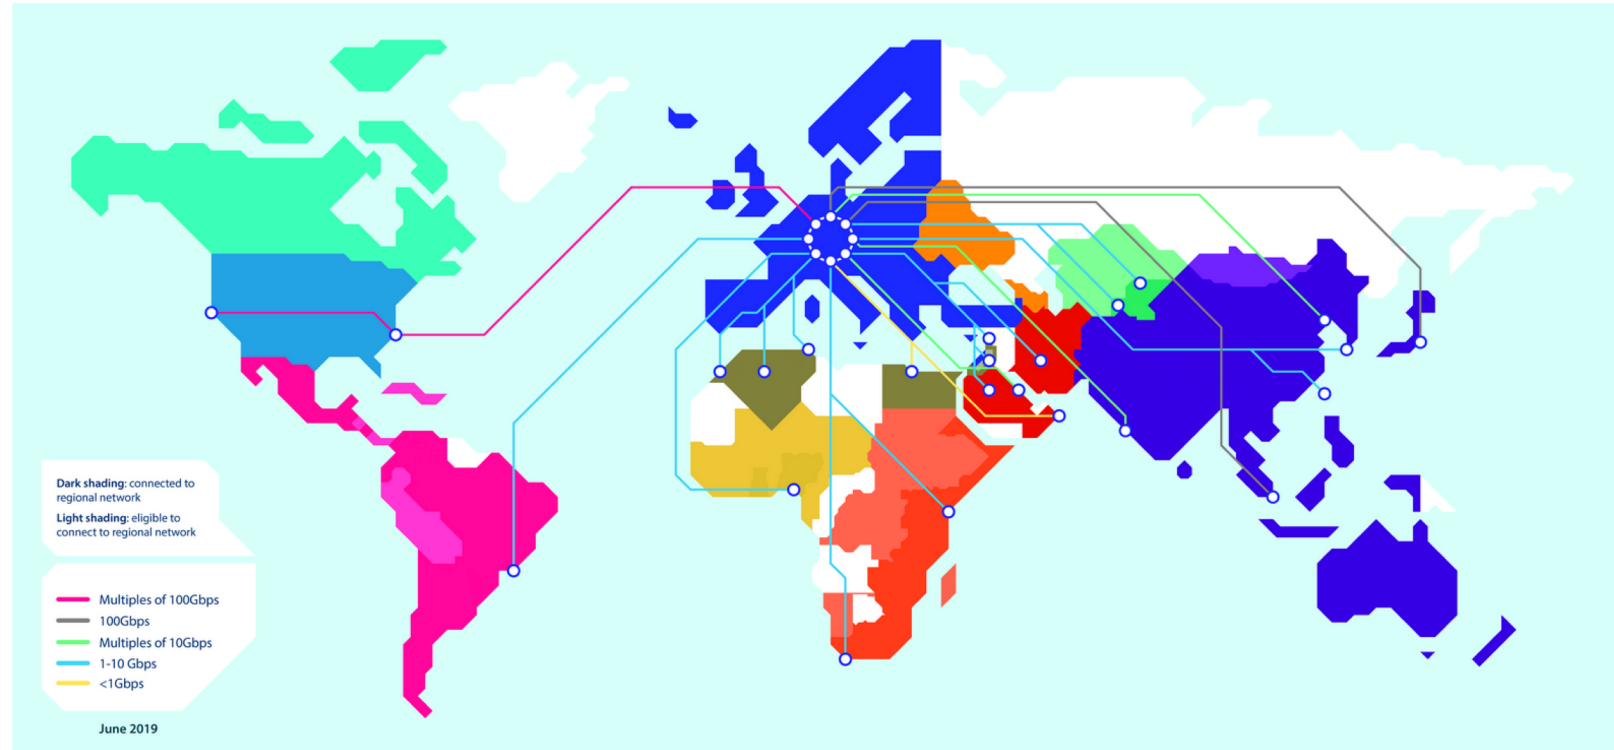 Dark shading: connected to
regional network
Light shading: eligible to
connect to regional network
Multiples of 100Gbps
100Gbps
Multiples of 10Gbps
1-10 Gbps
<1Gbps
June 2019